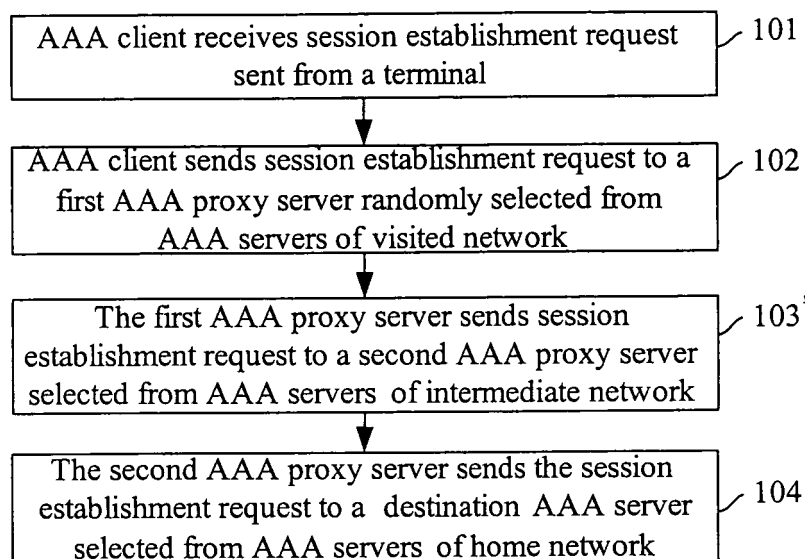 AAA client receives session establishment request
sent from a terminal
101
AAA client sends session establishment request to a
first AAA proxy server randomly selected from
AAA servers of visited network
102
The first AAA proxy server sends session
establishment request to a second AAA proxy server
selected from AAA servers of intermediate network
103'
The second AAA proxy server sends the session
establishment request to a destination AAA server
selected from AAA servers of home network
104